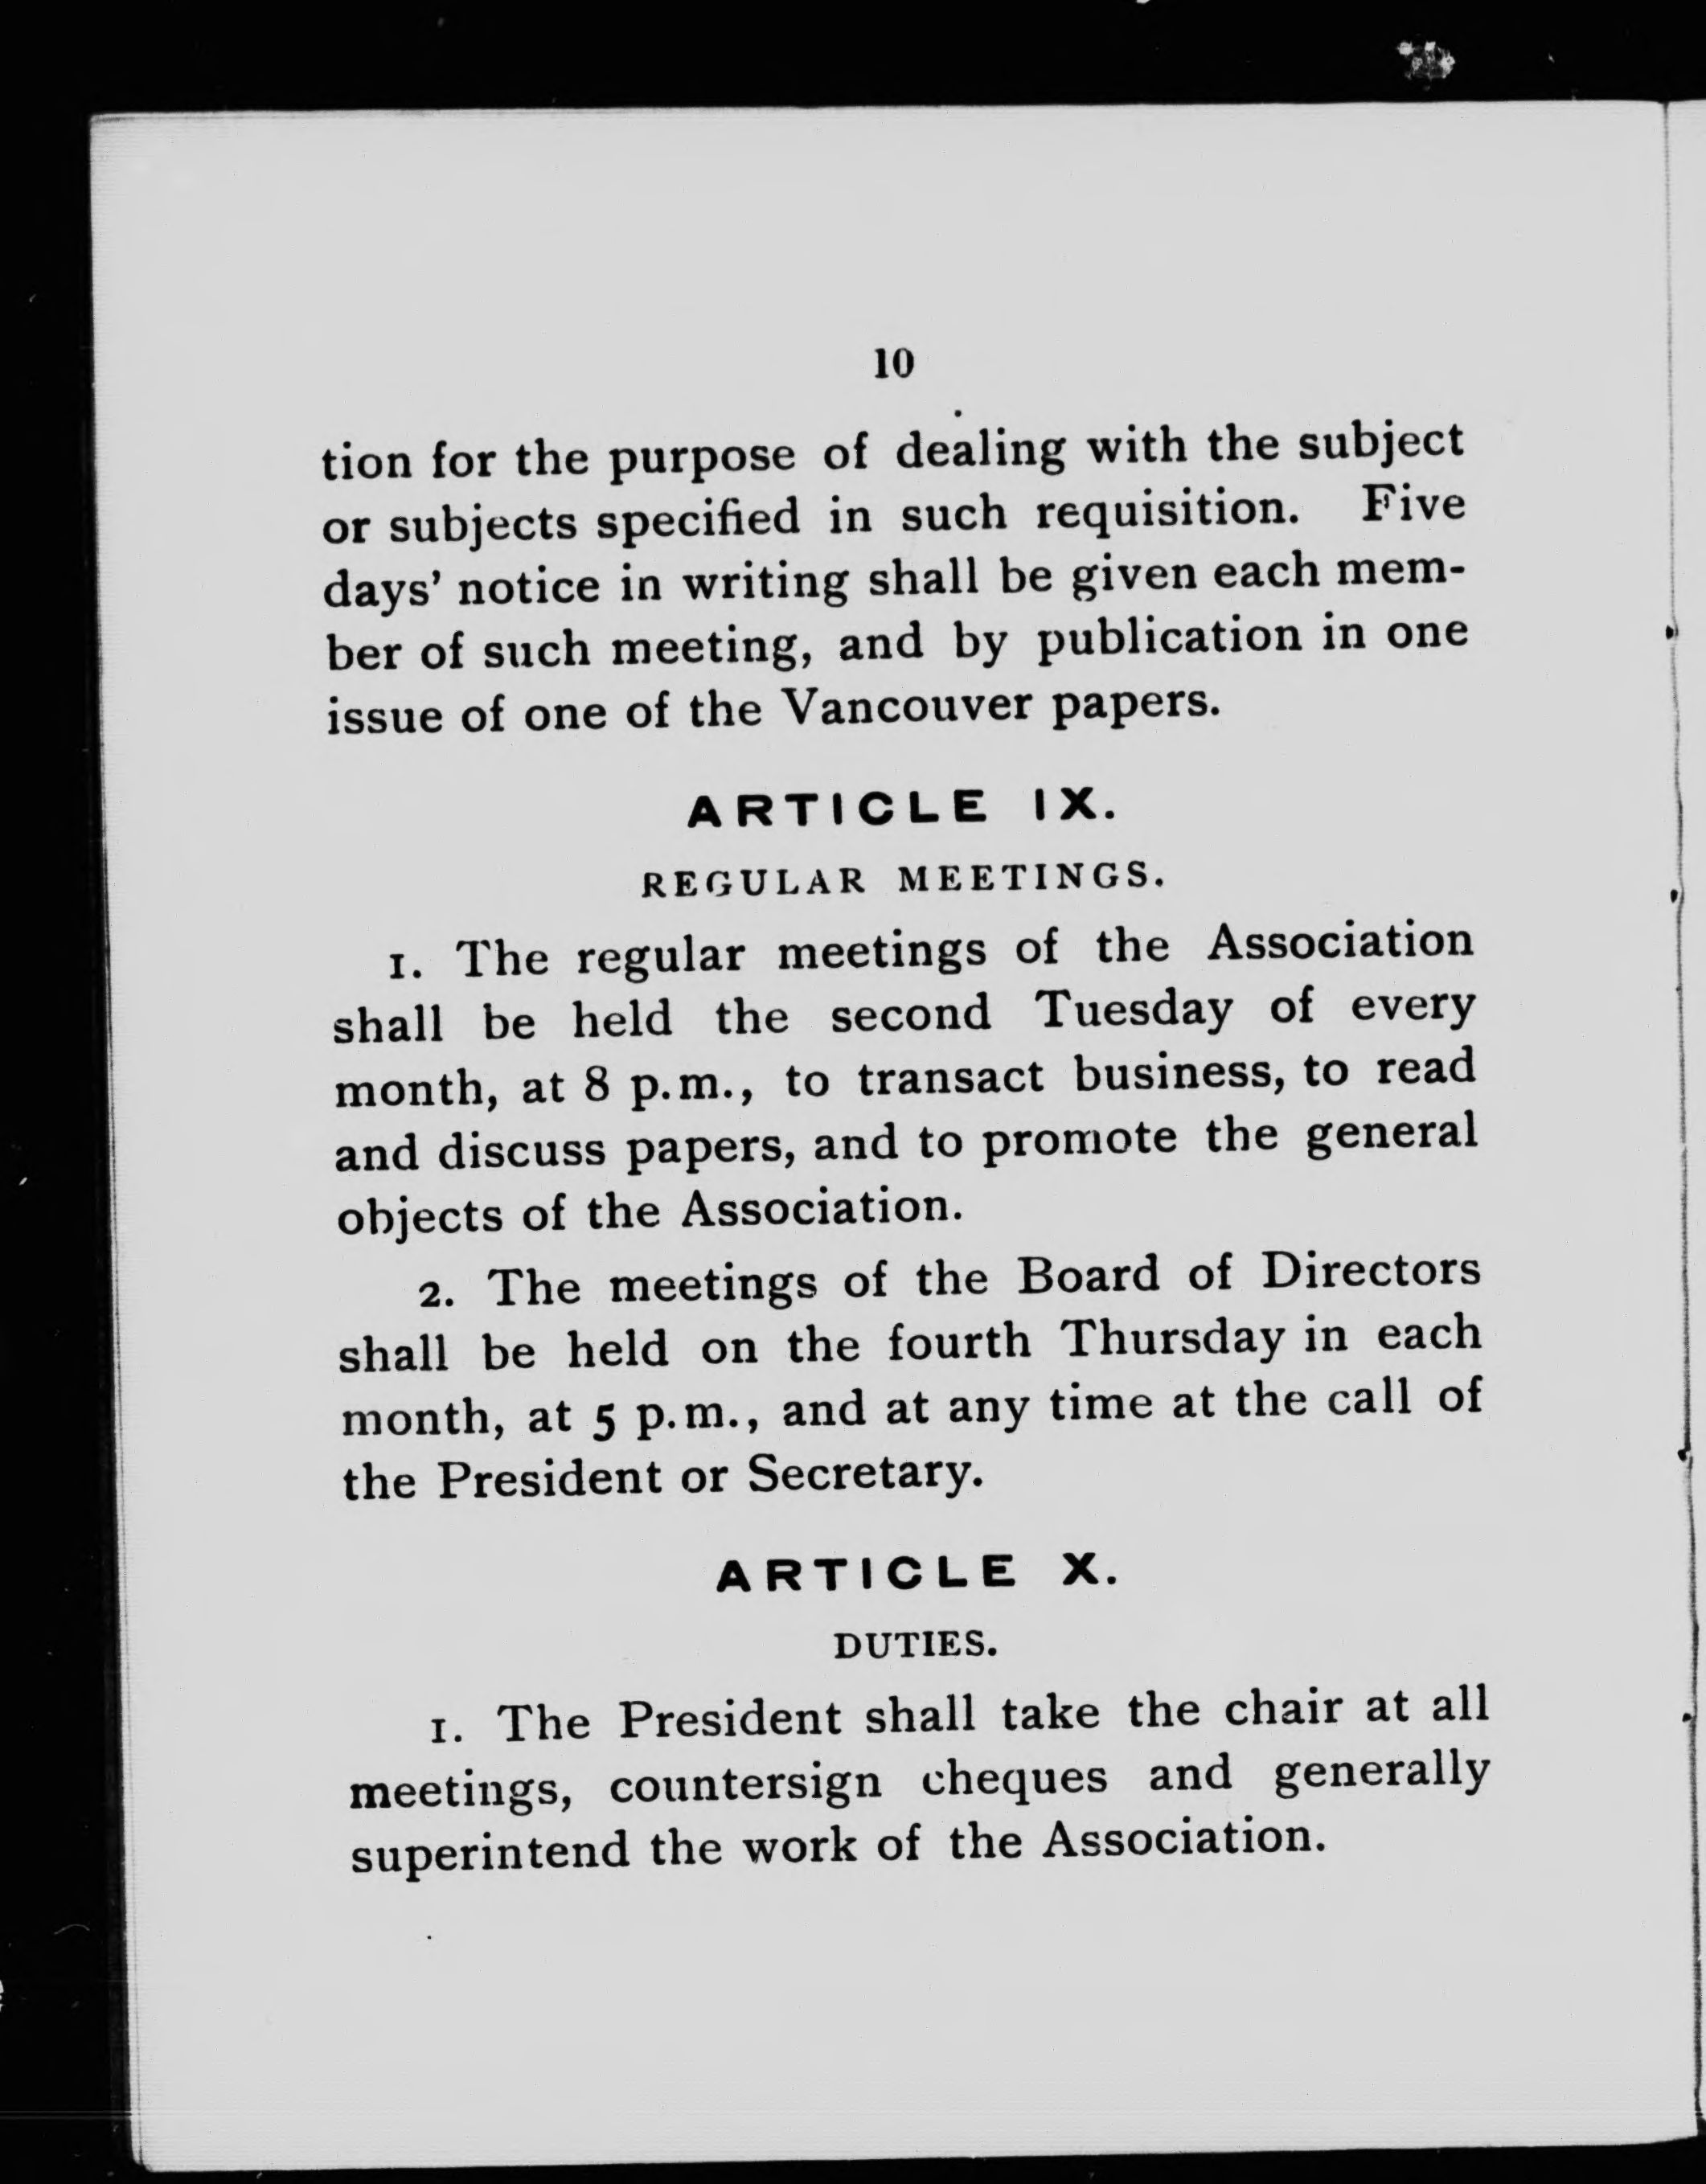 10
tion for the purpose of dealing with the subject
or subjects specified in such requisition. Five
days’ notice in writing shall be given each mem-
ber of such meeting, and by publication in one
issue of one of the Vancouver papers.
ARTICLE IX.
REGULAR MEETINGS.
1. The regular meetings of the Association
shall be held the second Tuesday of every
month, at 8 p.m., to transact business, to read
and discuss papers, and to promote the general
objects of the Association.
2. The meetings of the Board of Directors
shall be held on the fourth Thursday in each
month, at 5 p.m., and at any time at the call of
the President or Secretary.
ARTICLE X.
DUTIES.
1. The President shall take the chair at all
meetings, countersign cheques and generally
superintend the work of the Association.